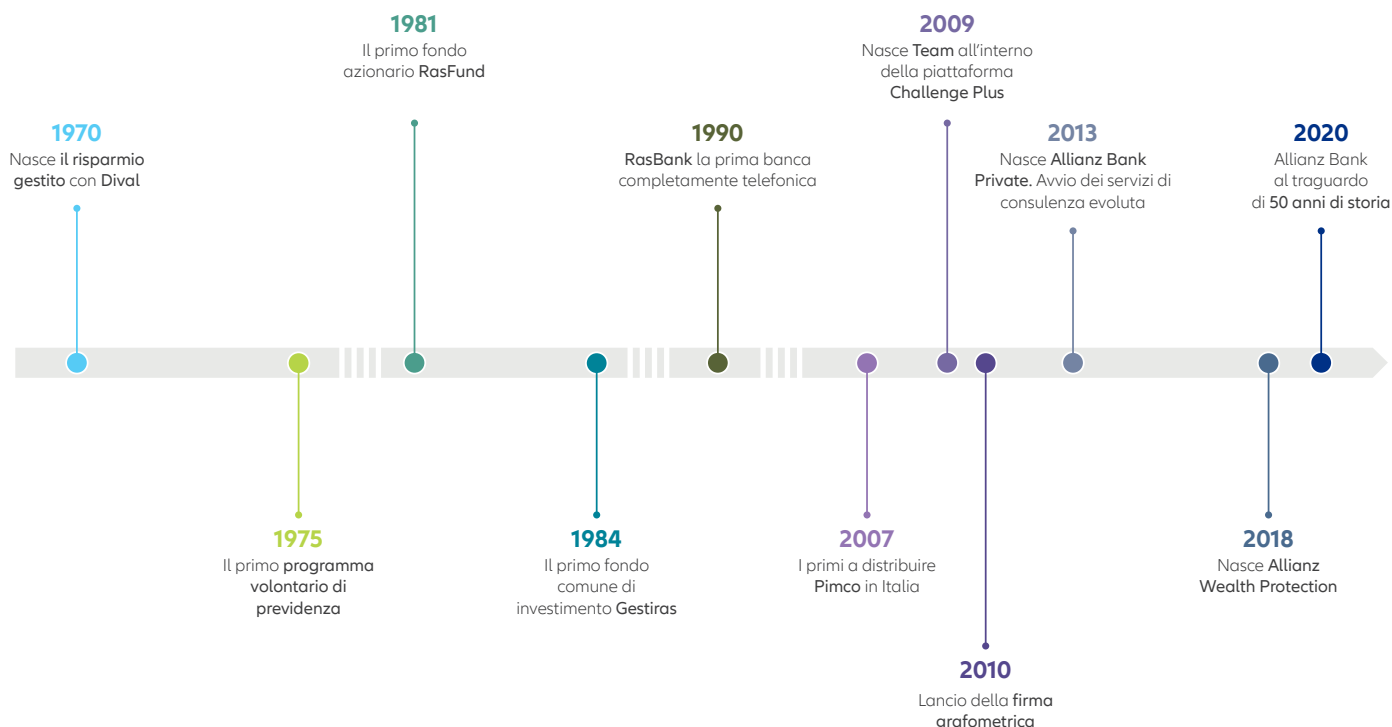 1981
Il primo fondo
azionario RasFund
2009
Nasce Team all’interno
della piattaforma
Challenge Plus
1970
Nasce il risparmio
gestito con Dival
1990
RasBank la prima banca
completamente telefonica
2013
Nasce Allianz Bank
Private. Avvio dei servizi di
consulenza evoluta
2020
Allianz Bank
al traguardo
di 50 anni di storia
1975
Il primo programma
volontario di
previdenza
1984
Il primo fondo
comune di
investimento Gestiras
2007
I primi a distribuire
Pimco in Italia
2018
Nasce Allianz
Wealth Protection
2010
Lancio della firma
grafometrica